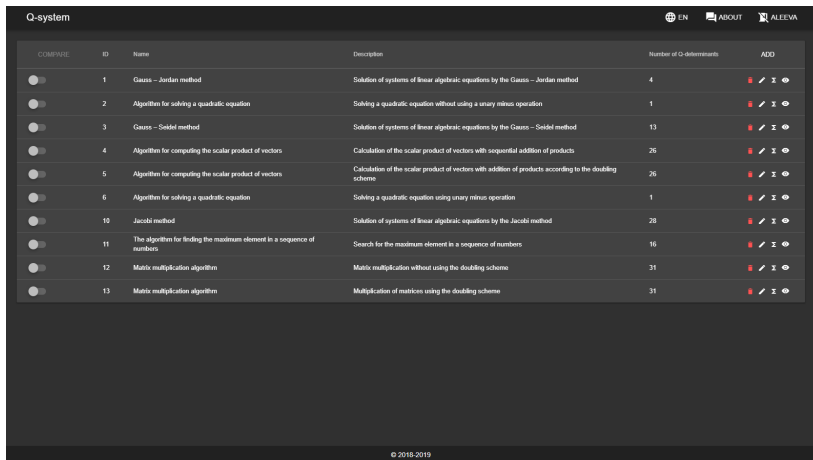 Q-system EN ABOUT ALEEVA
COMPARE ID Name Description Number of Q-determinants ADD
1 Gauss – Jordan method Solution of systems of linear algebraic equations by the Gauss – Jordan method 4
2 Algorithm for solving a quadratic equation Solving a quadratic equation without using a unary minus operation 1
3 Gauss – Seidel method Solution of systems of linear algebraic equations by the Gauss – Seidel method 13
4 Algorithm for computing the scalar product of vectors Calculation of the scalar product of vectors with sequential addition of products 26
5 Algorithm for computing the scalar product of vectors Calculation of the scalar product of vectors with addition of products according to the doubling
scheme 26
6 Algorithm for solving a quadratic equation Solving a quadratic equation using unary minus operation 1
10 Jacobi method Solution of systems of linear algebraic equations by the Jacobi method 28
11 The algorithm for finding the maximum element in a sequence of
numbers Search for the maximum element in a sequence of numbers 16
12 Matrix multiplication algorithm Matrix multiplication without using the doubling scheme 31
13 Matrix multiplication algorithm Multiplication of matrices using the doubling scheme 31
© 2018-2019